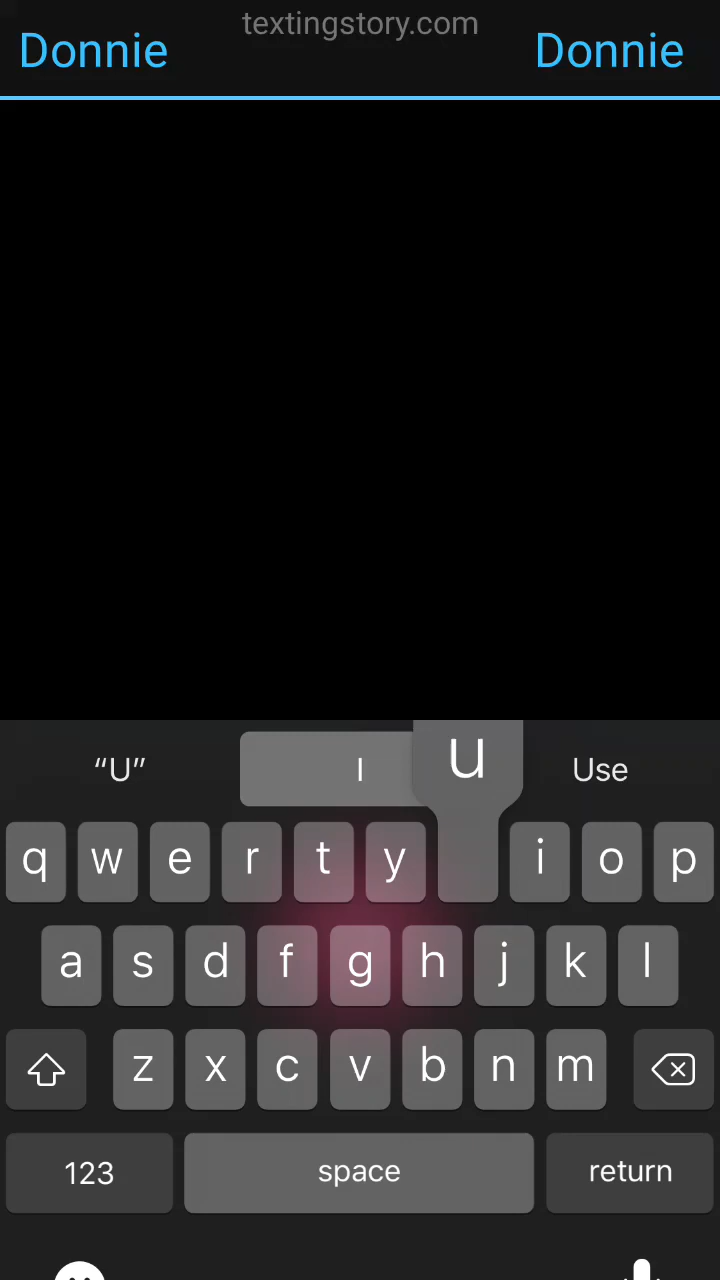 textingstory.com
Donnie Donnie
“U” I Use
u
q w e r t y i o p
a s d f g h j k l
z x c v b n m
123 space return